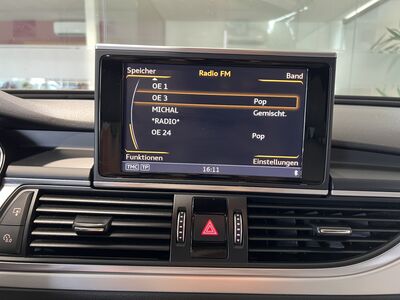 Speicher Radio FM Band
OE 1
OE 3 Pop
MICHAL Gemischt.
*RADIO*
OE 24 Pop
Funktionen Einstellungen
TMC TP 16:11